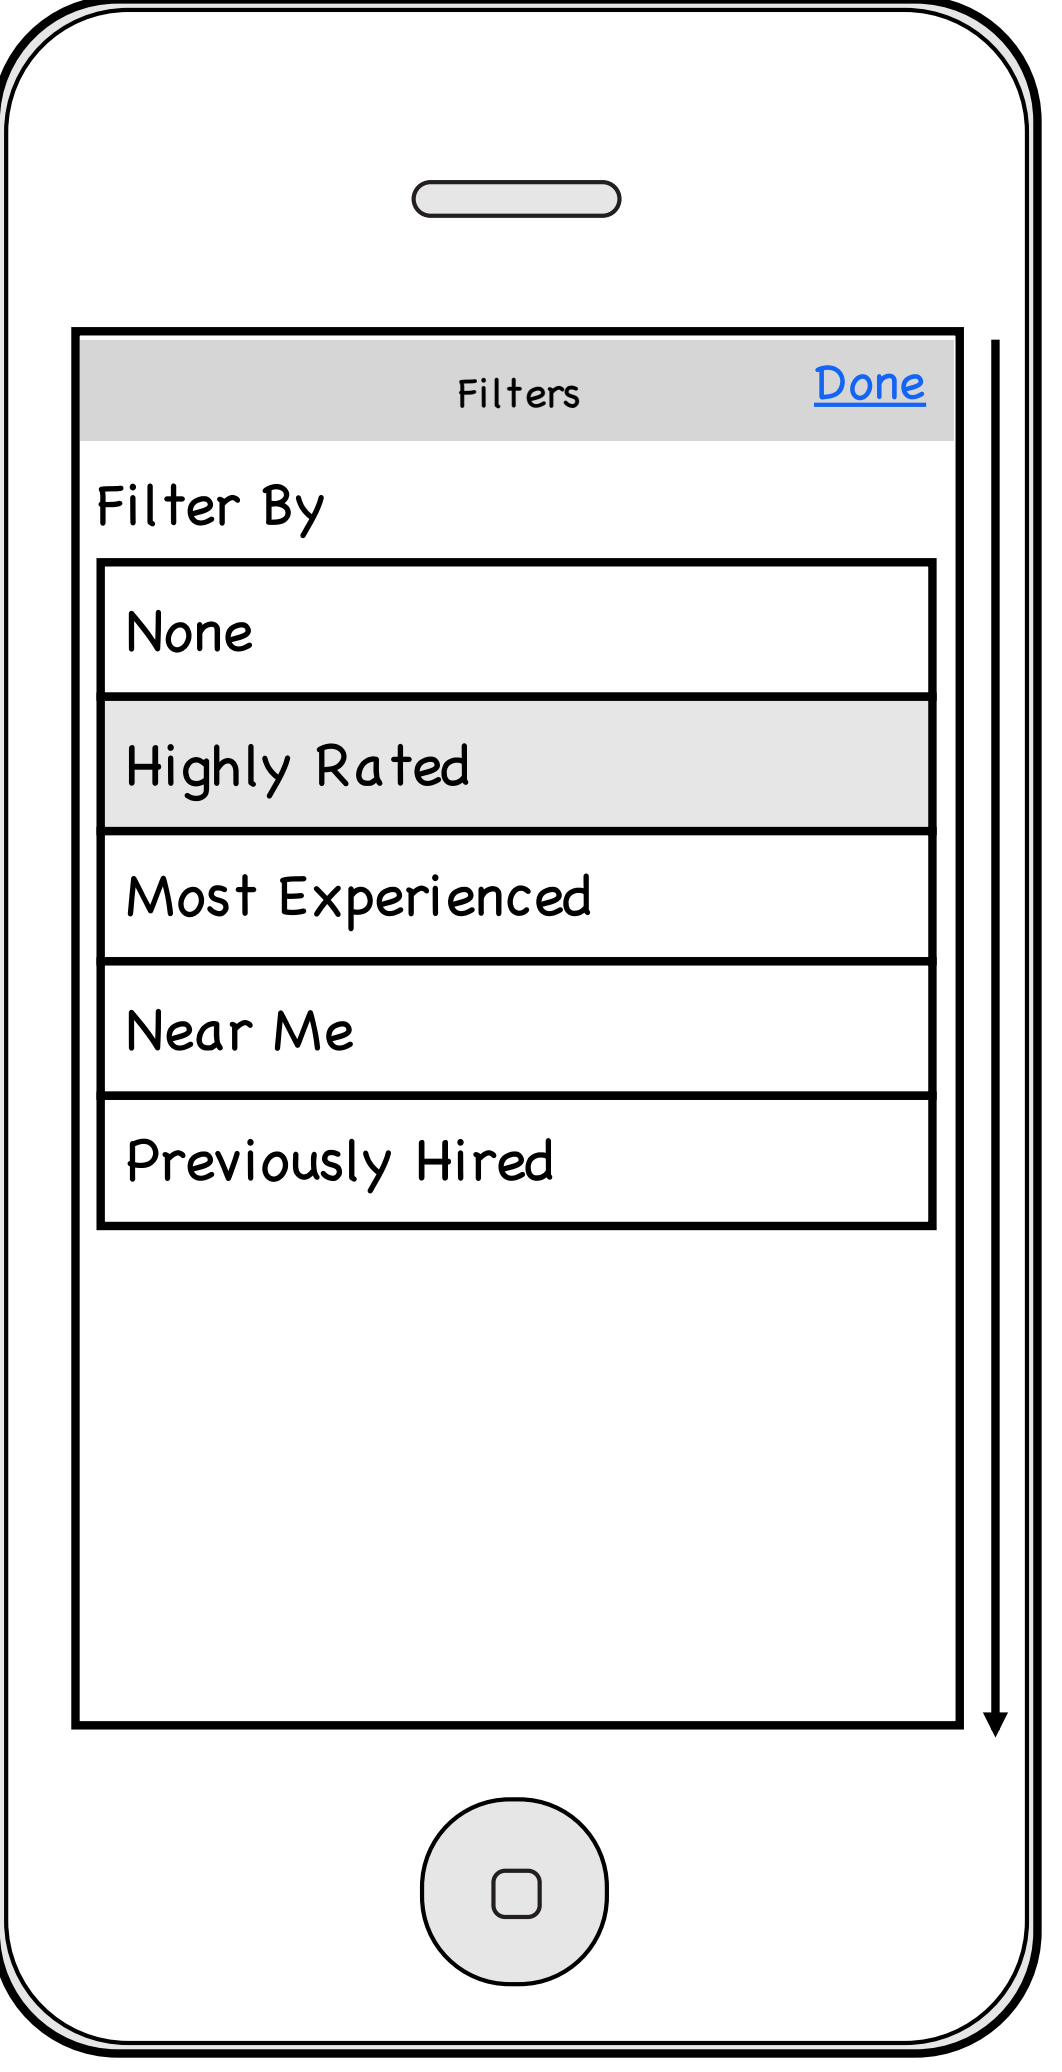 Filters
Done
Filter By
None
Highly Rated
Most Experienced
Near Me
Previously Hired